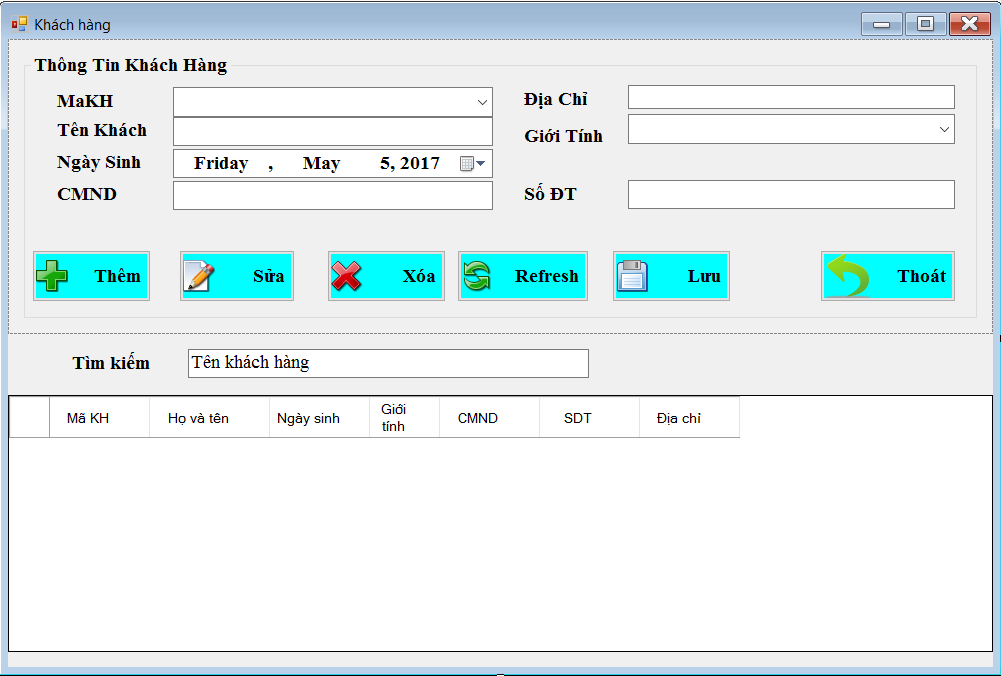 Khách hàng
Thông Tin Khách Hàng
MaKH
Địa Chỉ
Tên Khách
Giới Tính
Ngày Sinh Friday , May 5, 2017
CMND
Số ĐT
Thêm Sửa Xóa Refresh Lưu Thoát
Tìm kiếm Tên khách hàng
Mã KH Họ và tên Ngày sinh Giới tính CMND SDT Địa chỉ